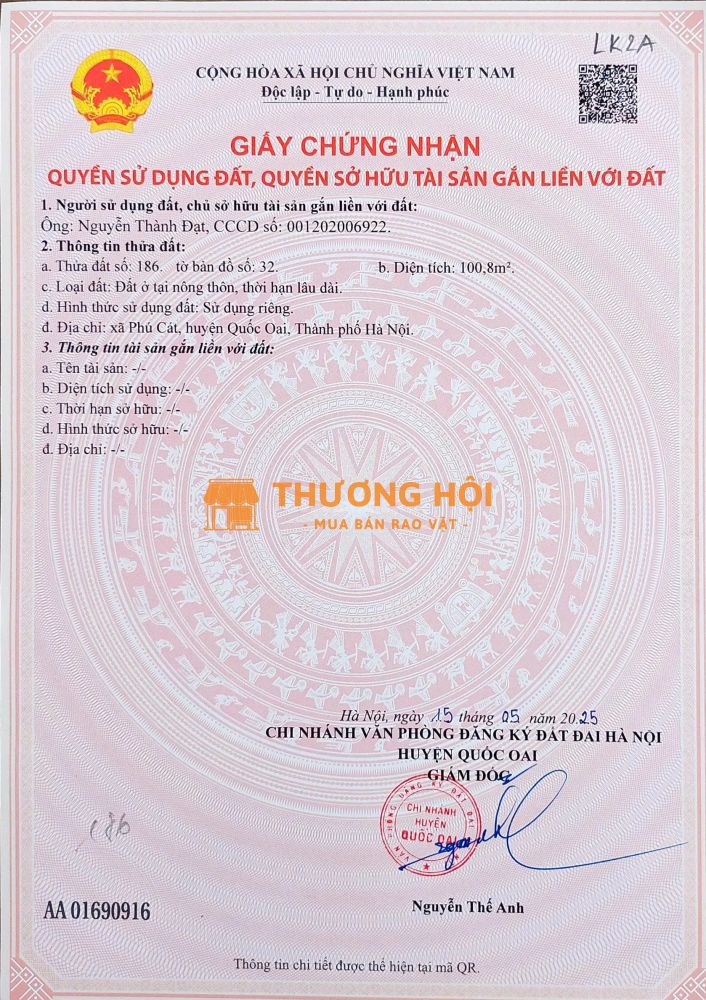 LK2A
CỘNG HÒA XÃ HỘI CHỦ NGHĨA VIỆT NAM
Độc lập - Tự do - Hạnh phúc
GIẤY CHỨNG NHẬN
QUYỀN SỬ DỤNG ĐẤT, QUYỀN SỞ HỮU TÀI SẢN GẮN LIỀN VỚI ĐẤT
1. Người sử dụng đất, chủ sở hữu tài sản gắn liền với đất:
Ông: Nguyễn Thành Đạt, CCCD số: 001202006922.
2. Thông tin thửa đất:
a. Thửa đất số: 186. tờ bản đồ số: 32. b. Diện tích: 100,8m².
c. Loại đất: Đất ở tại nông thôn, thời hạn lâu dài.
d. Hình thức sử dụng đất: Sử dụng riêng.
đ. Địa chỉ: xã Phú Cát, huyện Quốc Oai, Thành phố Hà Nội.
3. Thông tin tài sản gắn liền với đất:
a. Tên tài sản: -/-
b. Diện tích sử dụng: -/-
c. Thời hạn sở hữu: -/-
d. Hình thức sở hữu: -/-
đ. Địa chỉ: -/-
THƯƠNG HỘI
- MUA BÁN RAO VẶT -
Hà Nội, ngày 15 tháng 05 năm 2025
CHI NHÁNH VĂN PHÒNG ĐĂNG KÝ ĐẤT ĐAI HÀ NỘI
HUYỆN QUỐC OAI
GIÁM ĐỐC
VĂN PHÒNG ĐĂNG KÝ ĐẤT ĐAI
CHI NHÁNH
HUYỆN
QUỐC OAI
186
AA 01690916
Nguyễn Thế Anh
Thông tin chi tiết được thể hiện tại mã QR.